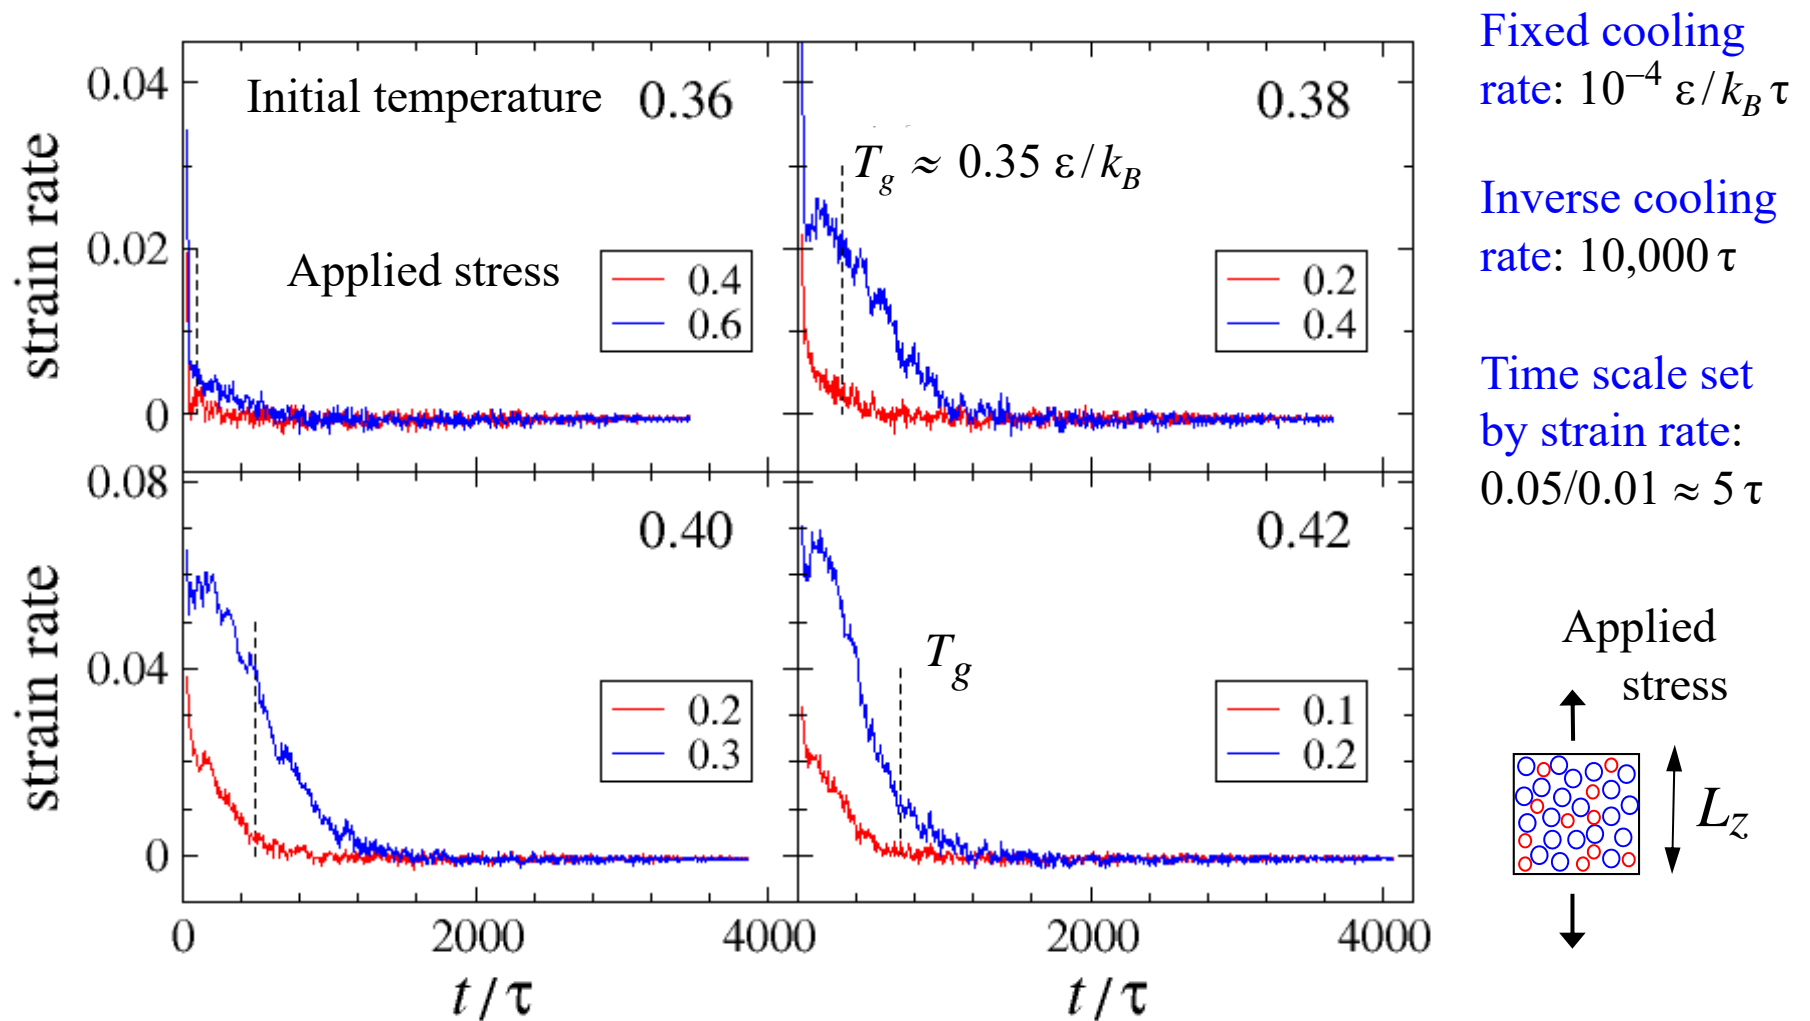 Initial temperature 0.36
0.04
0.02
0
strain rate
Applied stress
0.4
0.6
0.38
T_g ≈ 0.35 ε/k_B
0.2
0.4
0.08
0.04
0
strain rate
0.40
0.2
0.3
0.42
T_g
0.1
0.2
0 2000 4000 2000 4000
t/τ t/τ
Fixed cooling
rate: 10⁻⁴ ε/k_B τ
Inverse cooling
rate: 10,000 τ
Time scale set
by strain rate:
0.05/0.01 ≈ 5 τ
Applied
stress
L_z